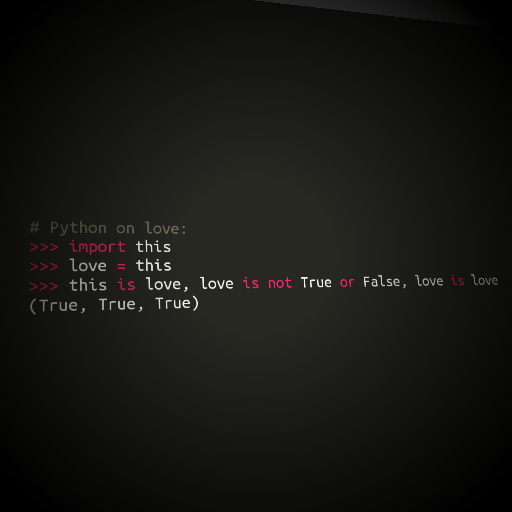 # Python on love:
>>> import this
>>> love = this
>>> this is love, love is not True or False, love is love
(True, True, True)